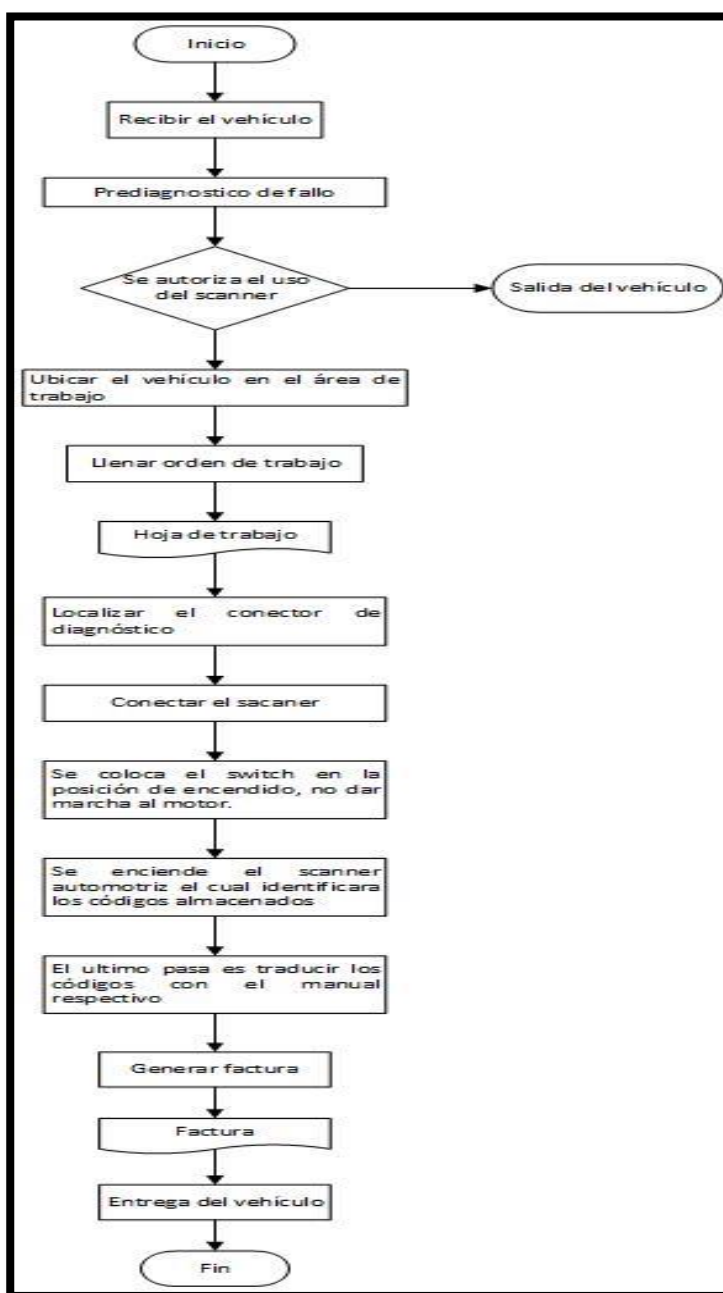 Inicio
Recibir el vehículo
Prediagnostico de fallo
Se autoriza el uso
del scanner
Salida del vehículo
Ubicar el vehículo en el área de
trabajo
Llenar orden de trabajo
Hoja de trabajo
Localizar el conector de
diagnóstico
Conectar el sacaner
Se coloca el switch en la
posición de encendido, no dar
marcha al motor.
Se enciende el scanner
automotriz el cual identificara
los códigos almacenados
El ultimo pasa es traducir los
códigos con el manual
respectivo
Generar factura
Factura
Entrega del vehículo
Fin